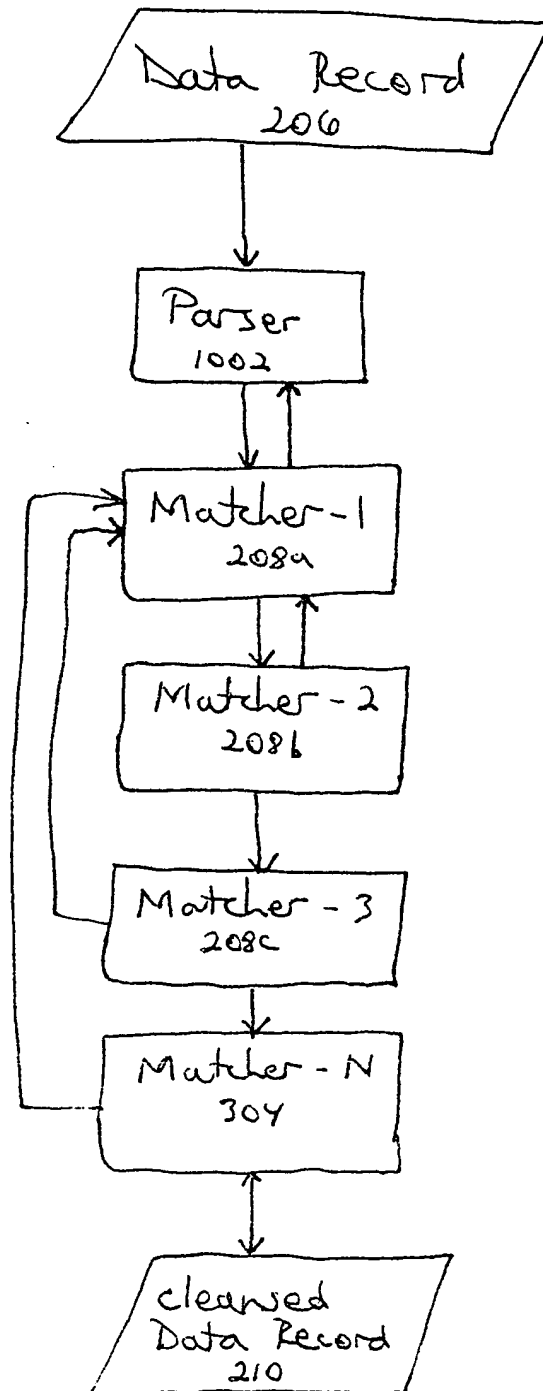 Data Record
206
Parser
1002
Matcher-1
208a
Matcher-2
208b
Matcher-3
208c
Matcher-N
304
cleansed
Data Record
210